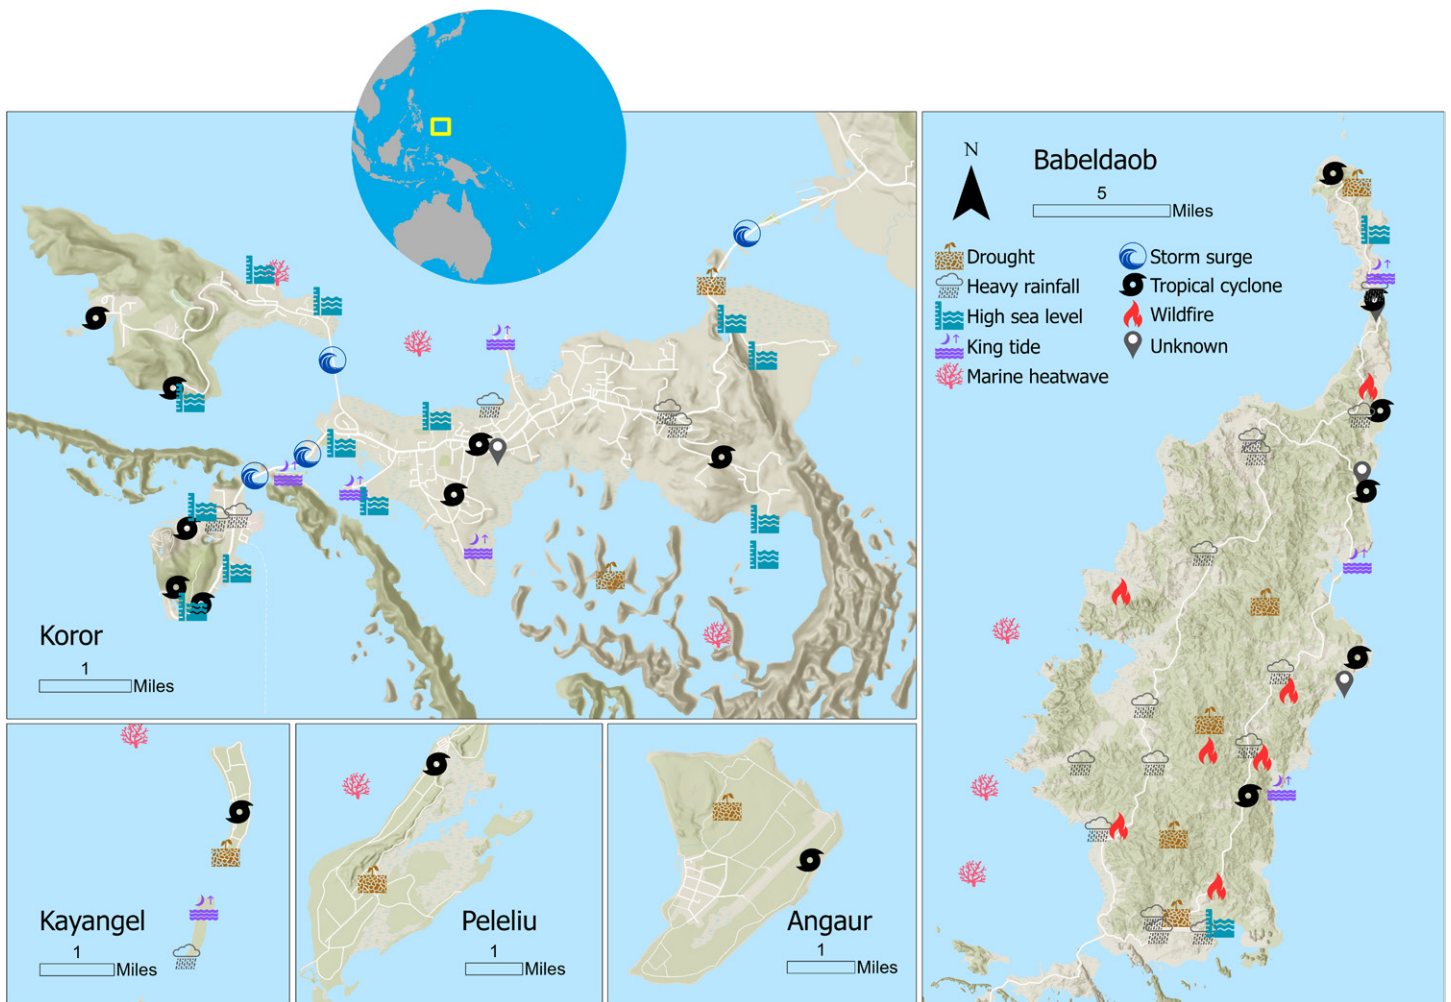 N
Babeldaob
5
Miles
Drought
Heavy rainfall
High sea level
King tide
Marine heatwave
Storm surge
Tropical cyclone
Wildfire
Unknown
Koror
1
Miles
Kayangel
1
Miles
Peleliu
1
Miles
Angaur
1
Miles